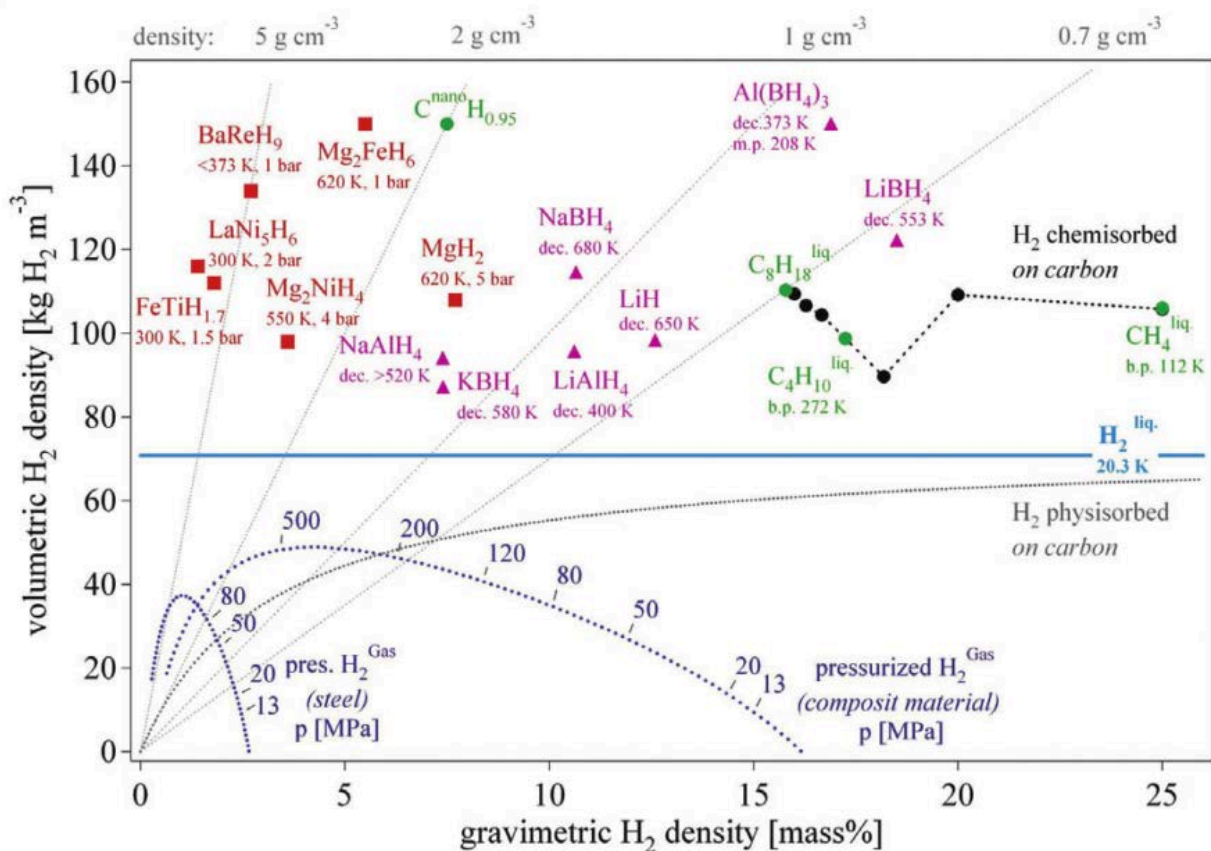 density: 5 g cm⁻³ 2 g cm⁻³ 1 g cm⁻³ 0.7 g cm⁻³
160
140
120
100
80
60
40
20
0
volumetric H₂ density [kg H₂ m⁻³]
BaReH₉
<373 K, 1 bar
LaNi₅H₆
300 K, 2 bar
FeTiH₁.₇
300 K, 1.5 bar
Mg₂NiH₄
550 K, 4 bar
Mg₂FeH₆
620 K, 1 bar
C^nano H₀.₉₅
MgH₂
620 K, 5 bar
NaAlH₄
dec. >520 K
KBH₄
dec. 580 K
NaBH₄
dec. 680 K
LiAlH₄
dec. 400 K
LiH
dec. 650 K
Al(BH₄)₃
dec.373 K
m.p. 208 K
LiBH₄
dec. 553 K
C₈H₁₈ liq.
C₄H₁₀ liq.
b.p. 272 K
H₂ chemisorbed
on carbon
CH₄ liq.
b.p. 112 K
H₂ liq.
20.3 K
H₂ physisorbed
on carbon
80
50
20
13
pres. H₂ Gas
(steel)
p [MPa]
500
200
120
80
50
20
13
pressurized H₂ Gas
(composit material)
p [MPa]
0 5 10 15 20 25
gravimetric H₂ density [mass%]